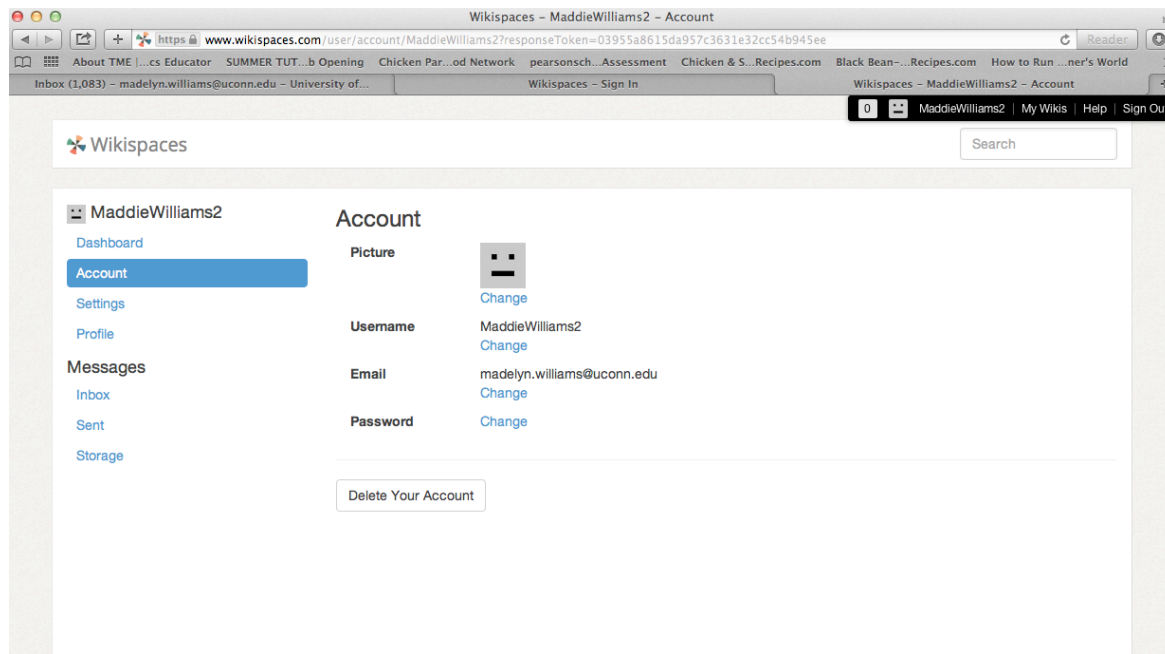 Wikispaces – MaddieWilliams2 – Account
https www.wikispaces.com/user/account/MaddieWilliams2?responseToken=03955a8615da957c3631e32cc54b945ee Reader
About TME |...cs Educator SUMMER TUT...b Opening Chicken Par...od Network pearsonsch...Assessment Chicken & S...Recipes.com Black Bean-...Recipes.com How to Run ...ner's World
Inbox (1,083) – madelyn.williams@uconn.edu – University of... Wikispaces – Sign In Wikispaces – MaddieWilliams2 – Account
0 MaddieWilliams2 | My Wikis | Help | Sign Ou
Wikispaces Search
MaddieWilliams2
Dashboard
Account
Settings
Profile
Messages
Inbox
Sent
Storage
Account
Picture
Change
Username MaddieWilliams2
Change
Email madelyn.williams@uconn.edu
Change
Password Change
Delete Your Account